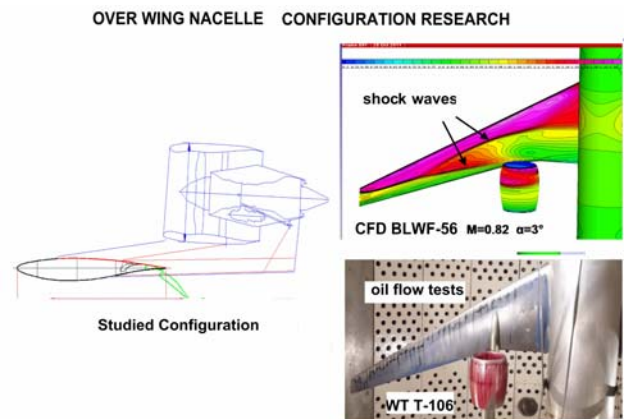 OVER WING NACELLE CONFIGURATION RESEARCH
shock waves
CFD BLWF-56 M=0.82 α=3°
oil flow tests
Studied Configuration
WT T-106